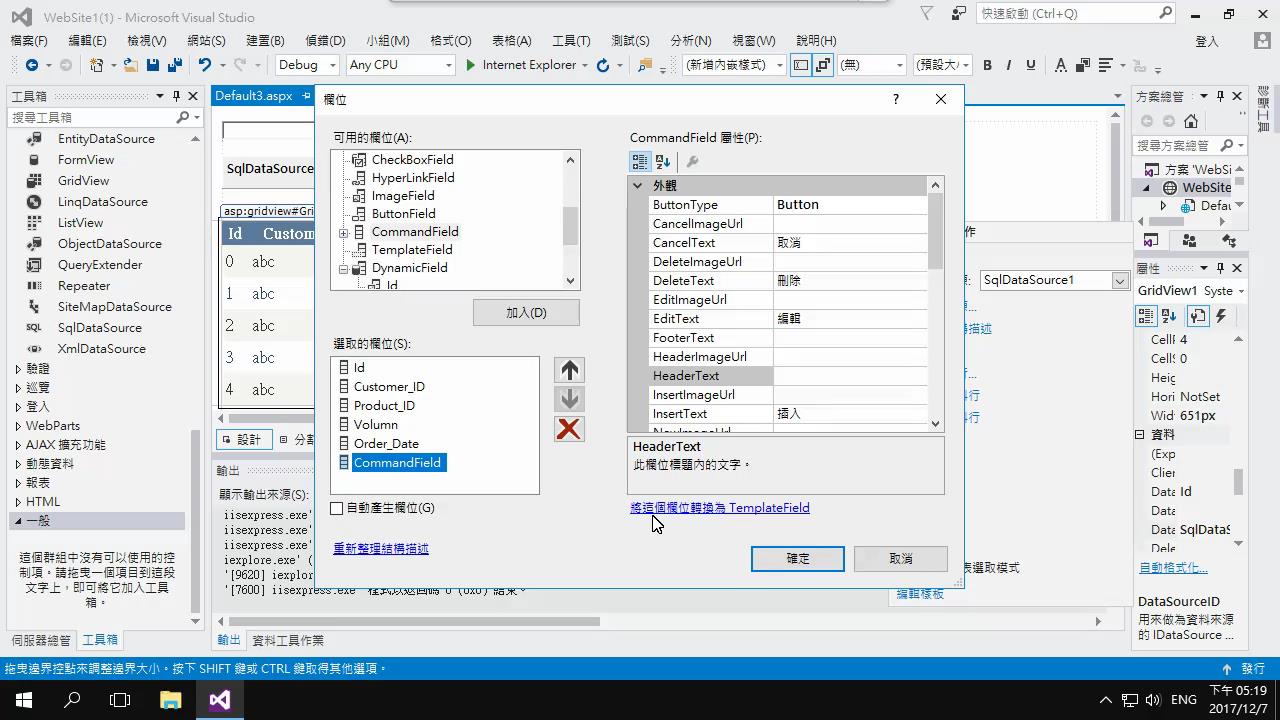 WebSite1(1) - Microsoft Visual Studio
快速啟動 (Ctrl+Q)
檔案(F) 編輯(E) 檢視(V) 網站(S) 建置(B) 偵錯(D) 小組(M) 格式(O) 表格(A) 工具(T) 測試(S) 分析(N) 視窗(W) 說明(H) 登入
Debug Any CPU Internet Explorer (新增內嵌樣式) (無) (預設大 B I U A
工具箱
搜尋工具箱
EntityDataSource
FormView
GridView
LinqDataSource
ListView
ObjectDataSource
QueryExtender
Repeater
SiteMapDataSource
SQL SqlDataSource
XmlDataSource
驗證
巡覽
登入
WebParts
AJAX 擴充功能
動態資料
報表
HTML
一般
這個群組中沒有可以使用的控
制項。請拖曳一個項目到這段
文字上，即可將它加入工具
箱。
伺服器總管 工具箱
Default3.aspx
SqlDataSource
asp:gridview#Gri
Id Custom
0 abc
1 abc
2 abc
3 abc
4 abc
設計 分割
輸出
顯示輸出來源(S):
iisexpress.exe'
iisexpress.exe'
iisexpress.exe'
iexplore.exe' (
'[9620] iexplor
輸出 資料工具作業
欄位
?
可用的欄位(A):
CheckBoxField
HyperLinkField
ImageField
ButtonField
CommandField
TemplateField
DynamicField
Id
加入(D)
選取的欄位(S):
Id
Customer_ID
Product_ID
Volumn
Order_Date
CommandField
自動產生欄位(G)
重新整理結構描述
CommandField 屬性(P):
外觀
ButtonType Button
CancelImageUrl
CancelText 取消
DeleteImageUrl
DeleteText 刪除
EditImageUrl
EditText 編輯
FooterText
HeaderImageUrl
HeaderText
InsertImageUrl
InsertText 插入
NewImageUrl
HeaderText
此欄位標題內的文字。
將這個欄位轉換為 TemplateField
確定 取消
作
SqlDataSource1
構描述
行
行
表選取模式
編輯樣板
方案總管
搜尋方案總管
方案 'WebSi
WebSite
Defau
屬性
GridView1 Syste
CellI 4
CellS 0
Heig
Hori NotSet
Widt 651px
資料
(Exp
Clien
Data Id
Data
Data SqlDataS
Dele
自動格式化...
DataSourceID
用來做為資料來源
的 IDataSource ...
工具箱
拖曳邊界控點來調整邊界大小。按下 SHIFT 鍵或 CTRL 鍵取得其他選項。 發行
ENG
下午 05:19
2017/12/7